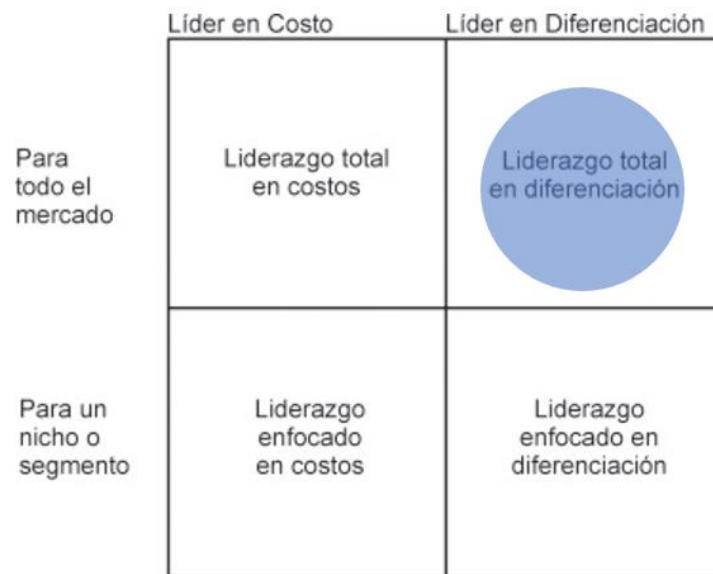 Líder en Costo
Líder en Diferenciación
Para
todo el
mercado
Liderazgo total
en costos
Liderazgo total
en diferenciación
Para un
nicho o
segmento
Liderazgo
enfocado
en costos
Liderazgo
enfocado en
diferenciación